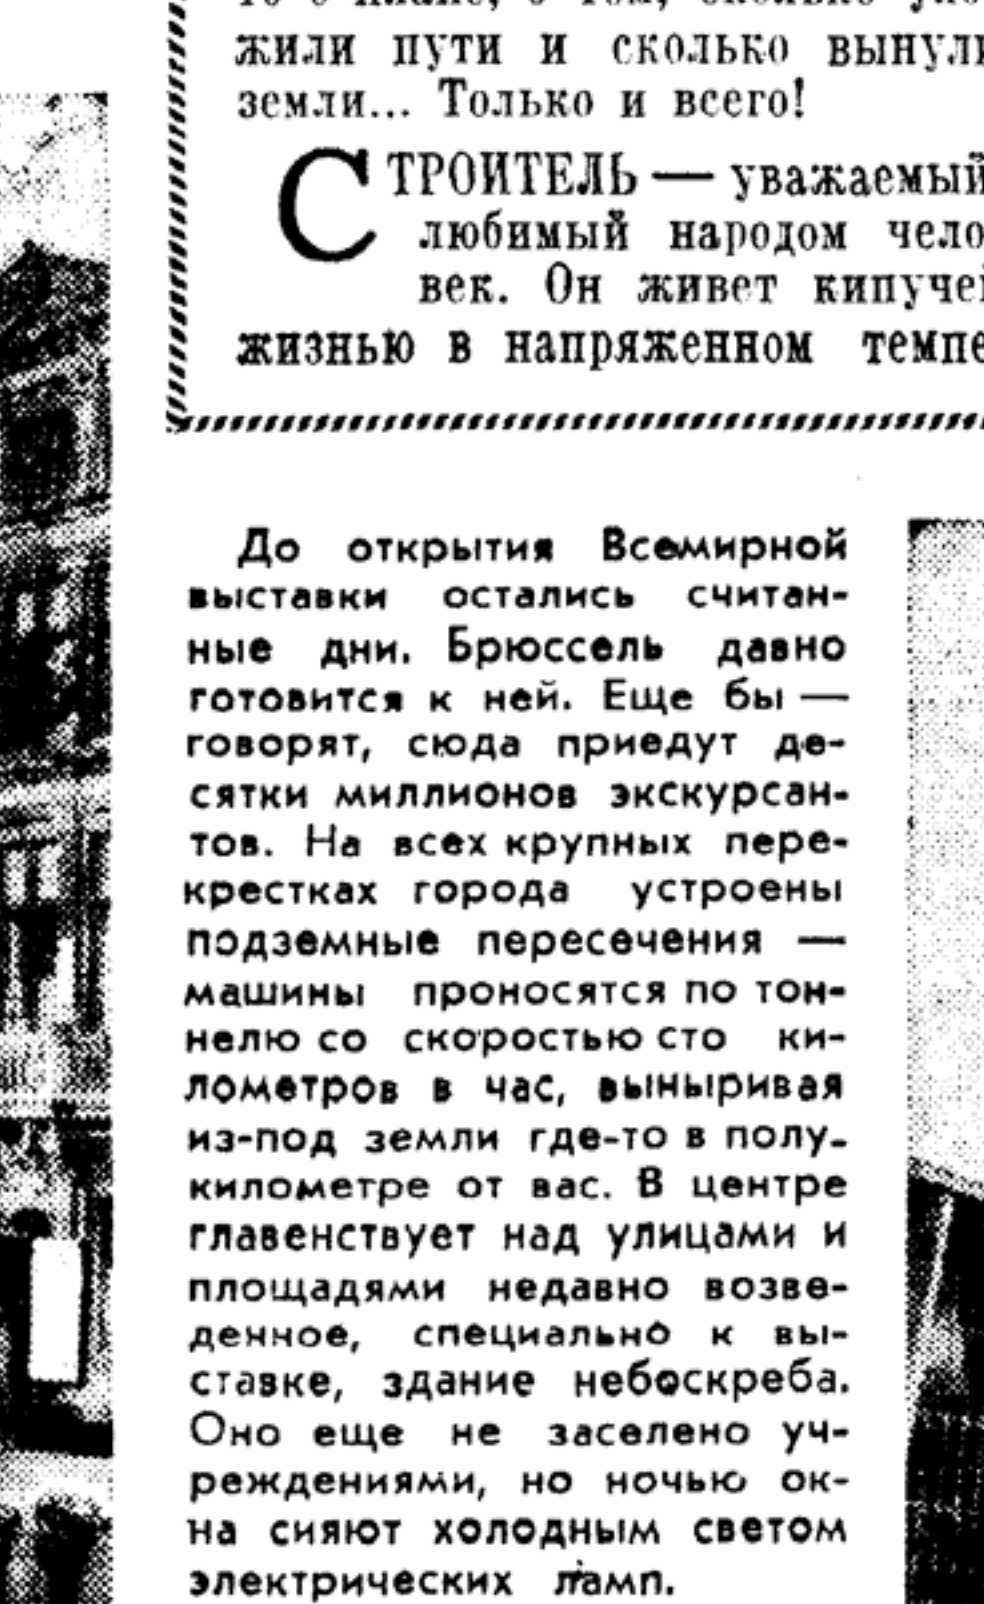 жили пути и сколько вынули
земли... Только и всего!
СТРОИТЕЛЬ — уважаемый
любимый народом чело
век. Он живет кипучей
жизнью в напряженном темпе
До открытия Всемирной
выставки остались считан-
ные дни. Брюссель давно
готовится к ней. Еще бы —
говорят, сюда приедут де-
сятки миллионов экскурсан-
тов. На всех крупных пере-
крестках города устроены
подземные пересечения —
машины проносятся по тон-
нелю со скоростью сто ки-
лометров в час, выныривая
из-под земли где-то в полу-
километре от вас. В центре
главенствует над улицами и
площадями недавно возве-
денное, специально к вы-
ставке, здание небоскреба.
Оно еще не заселено уч-
реждениями, но ночью ок-
на сияют холодным светом
электрических ламп.